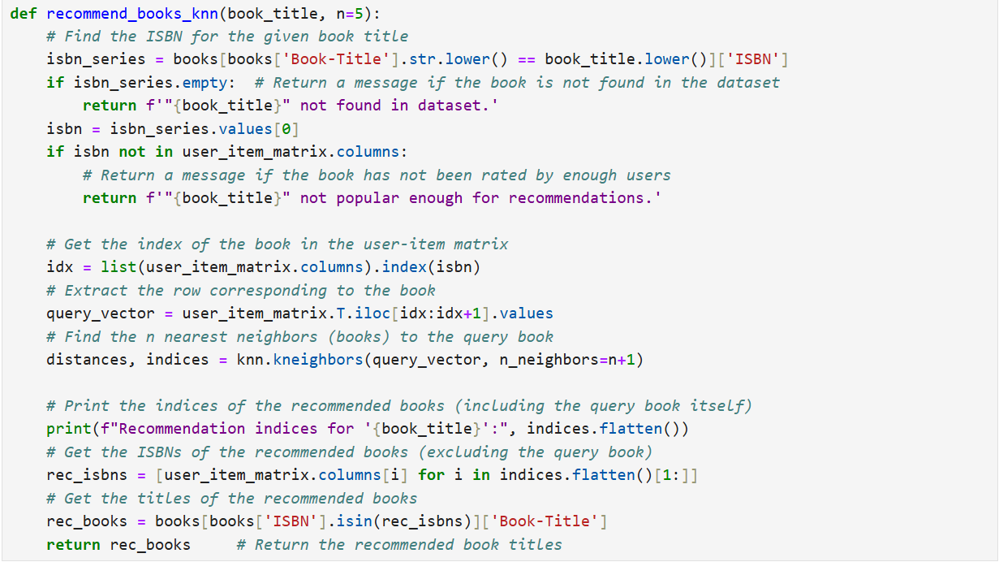 def recommend_books_knn(book_title, n=5):
    # Find the ISBN for the given book title
    isbn_series = books[books['Book-Title'].str.lower() == book_title.lower()]['ISBN']
    if isbn_series.empty:  # Return a message if the book is not found in the dataset
        return f'"{book_title}" not found in dataset.'
    isbn = isbn_series.values[0]
    if isbn not in user_item_matrix.columns:
        # Return a message if the book has not been rated by enough users
        return f'"{book_title}" not popular enough for recommendations.'

    # Get the index of the book in the user-item matrix
    idx = list(user_item_matrix.columns).index(isbn)
    # Extract the row corresponding to the book
    query_vector = user_item_matrix.T.iloc[idx:idx+1].values
    # Find the n nearest neighbors (books) to the query book
    distances, indices = knn.kneighbors(query_vector, n_neighbors=n+1)

    # Print the indices of the recommended books (including the query book itself)
    print(f"Recommendation indices for '{book_title}':", indices.flatten())
    # Get the ISBNs of the recommended books (excluding the query book)
    rec_isbns = [user_item_matrix.columns[i] for i in indices.flatten()[1:]]
    # Get the titles of the recommended books
    rec_books = books[books['ISBN'].isin(rec_isbns)]['Book-Title']
    return rec_books     # Return the recommended book titles